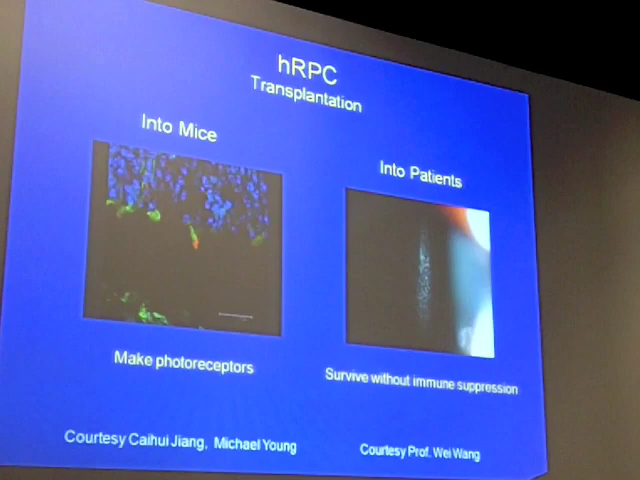 hRPC
Transplantation
Into Mice
Into Patients
Make photoreceptors
Survive without immune suppression
Courtesy Caihui Jiang, Michael Young
Courtesy Prof. Wei Wang